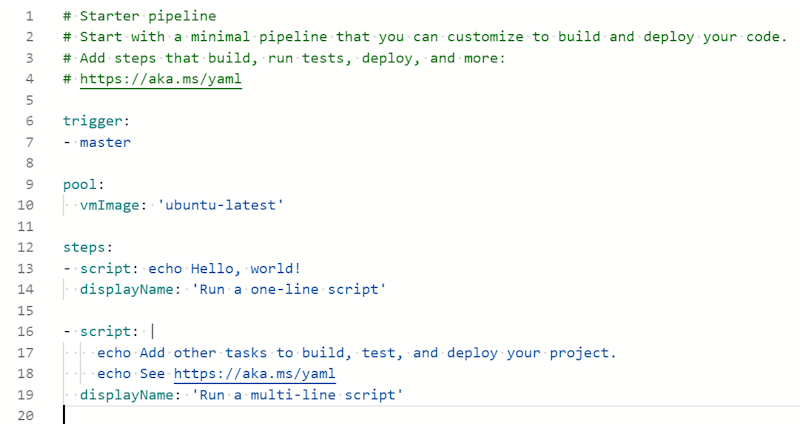 1 # Starter pipeline
2 # Start with a minimal pipeline that you can customize to build and deploy your code.
3 # Add steps that build, run tests, deploy, and more:
4 # https://aka.ms/yaml
5
6 trigger:
7 - master
8
9 pool:
10   vmImage: 'ubuntu-latest'
11
12 steps:
13 - script: echo Hello, world!
14   displayName: 'Run a one-line script'
15
16 - script: |
17     echo Add other tasks to build, test, and deploy your project.
18     echo See https://aka.ms/yaml
19   displayName: 'Run a multi-line script'
20